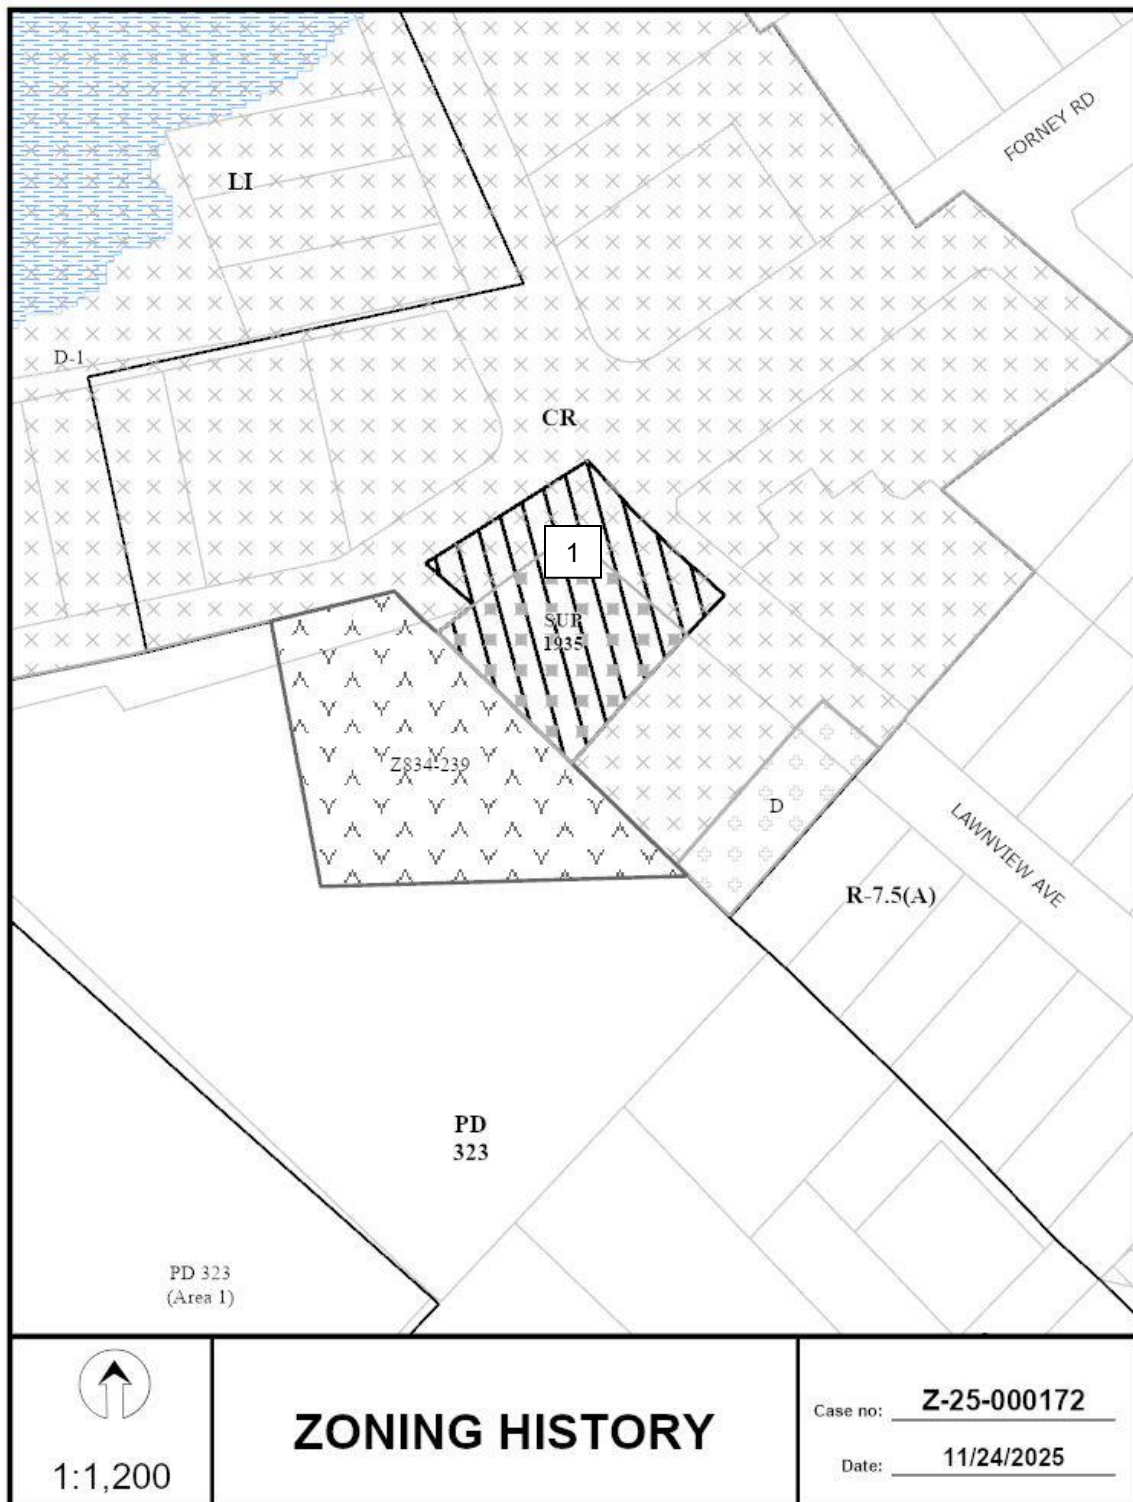 FORNEY RD
LI
D-1
CR
1
SUP
1935
Z834-239
D
LAWNVIEW AVE
R-7.5(A)
PD
323
PD 323
(Area 1)
1:1,200
ZONING HISTORY
Case no: Z-25-000172
Date: 11/24/2025